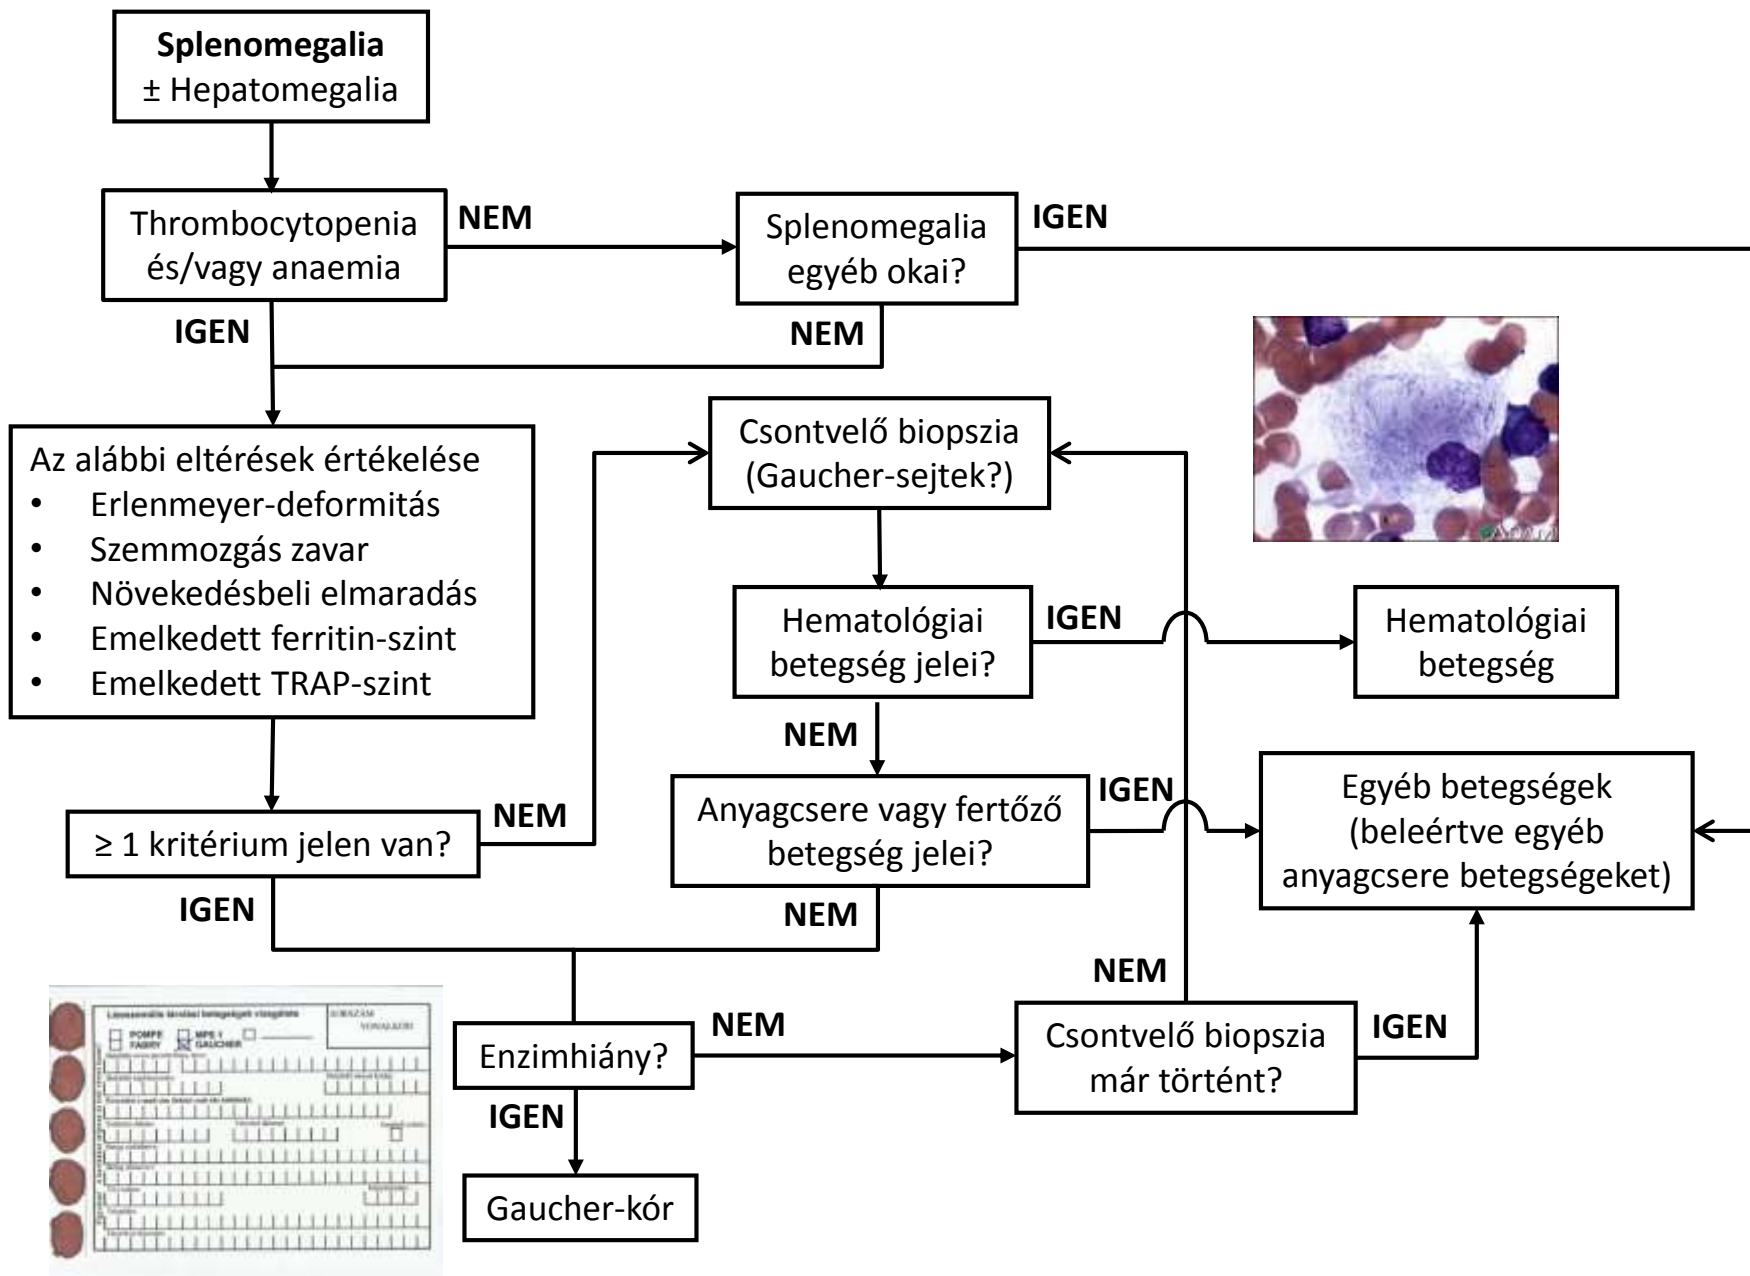 Splenomegalia
± Hepatomegalia
Thrombocytopenia
és/vagy anaemia
NEM
Splenomegalia
egyéb okai?
IGEN
IGEN
NEM
Az alábbi eltérések értékelése
• Erlenmeyer-deformitás
• Szemmozgás zavar
• Növekedésbeli elmaradás
• Emelkedett ferritin-szint
• Emelkedett TRAP-szint
Csontvelő biopszia
(Gaucher-sejtek?)
Hematológiai
betegség jelei?
IGEN
Hematológiai
betegség
NEM
≥ 1 kritérium jelen van?
NEM
Anyagcsere vagy fertőző
betegség jelei?
IGEN
Egyéb betegségek
(beleértve egyéb
anyagcsere betegségeket)
IGEN
NEM
NEM
Enzimhiány?
NEM
Csontvelő biopszia
már történt?
IGEN
IGEN
Gaucher-kór
POMPE
MPS I
FABRY
GAUCHER
VONALKÓD